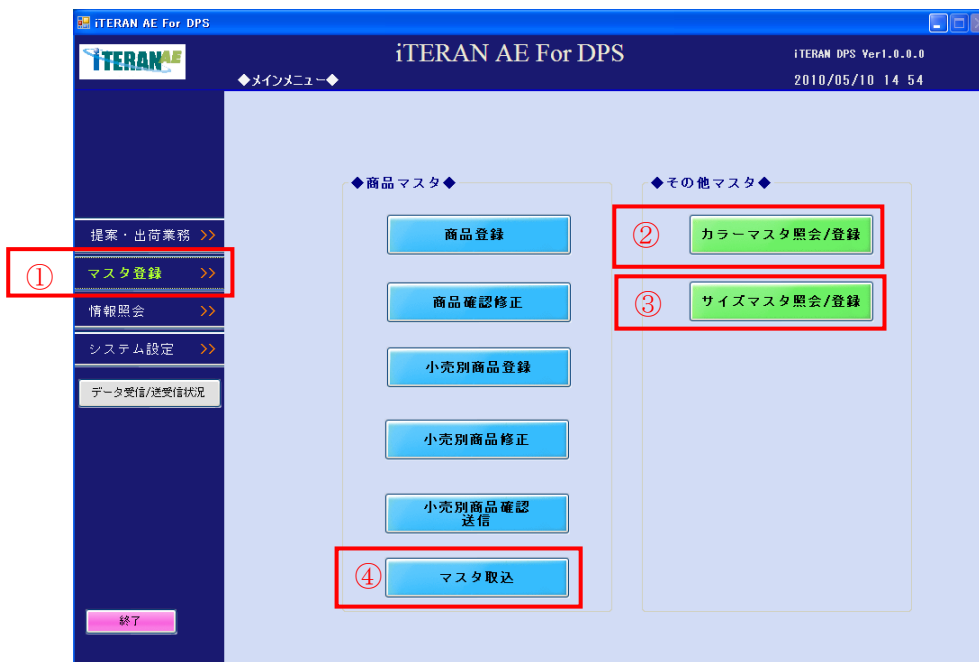 iTERAN AE For DPS
iTERAN AE
iTERAN AE For DPS
iTERAN DPS Ver1.0.0.0
◆メインメニュー◆
2010/05/10 14 54
◆商品マスタ◆
◆その他マスタ◆
提案・出荷業務 >>
商品登録
②
カラーマスタ照会/登録
①
マスタ登録 >>
商品確認修正
③
サイズマスタ照会/登録
情報照会 >>
システム設定 >>
小売別商品登録
データ受信/送受信状況
小売別商品修正
小売別商品確認
送信
④
マスタ取込
終了